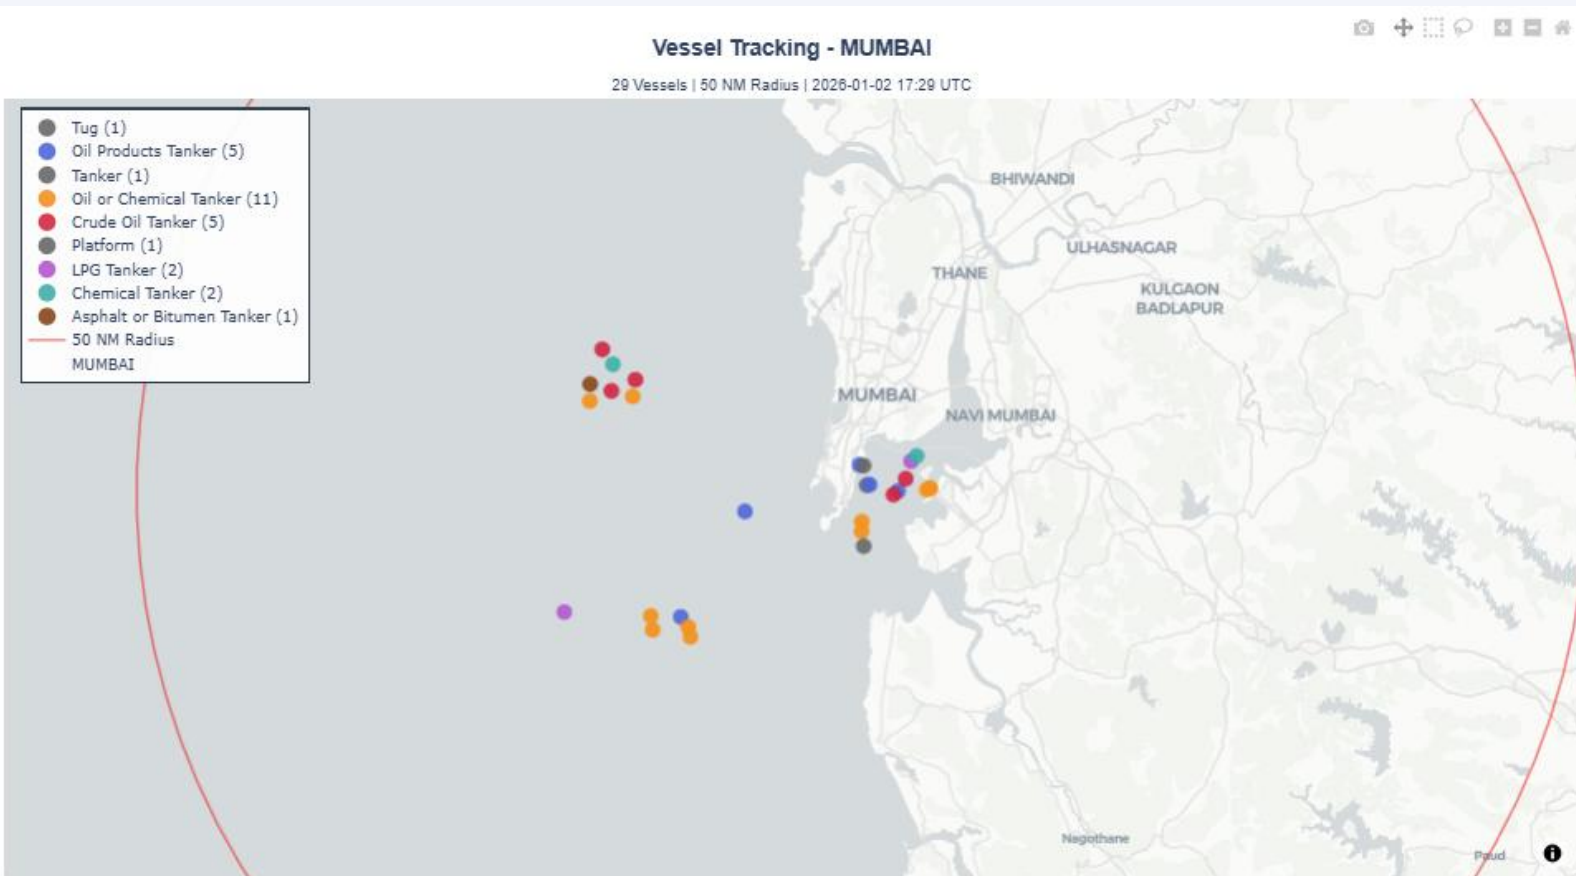 Vessel Tracking - MUMBAI
29 Vessels | 50 NM Radius | 2026-01-02 17:29 UTC
Tug (1)
Oil Products Tanker (5)
Tanker (1)
Oil or Chemical Tanker (11)
Crude Oil Tanker (5)
Platform (1)
LPG Tanker (2)
Chemical Tanker (2)
Asphalt or Bitumen Tanker (1)
50 NM Radius
MUMBAI
BHIWANDI
ULHASNAGAR
THANE
KULGAON
BADLAPUR
MUMBAI
NAVI MUMBAI
Nagothane
Paud